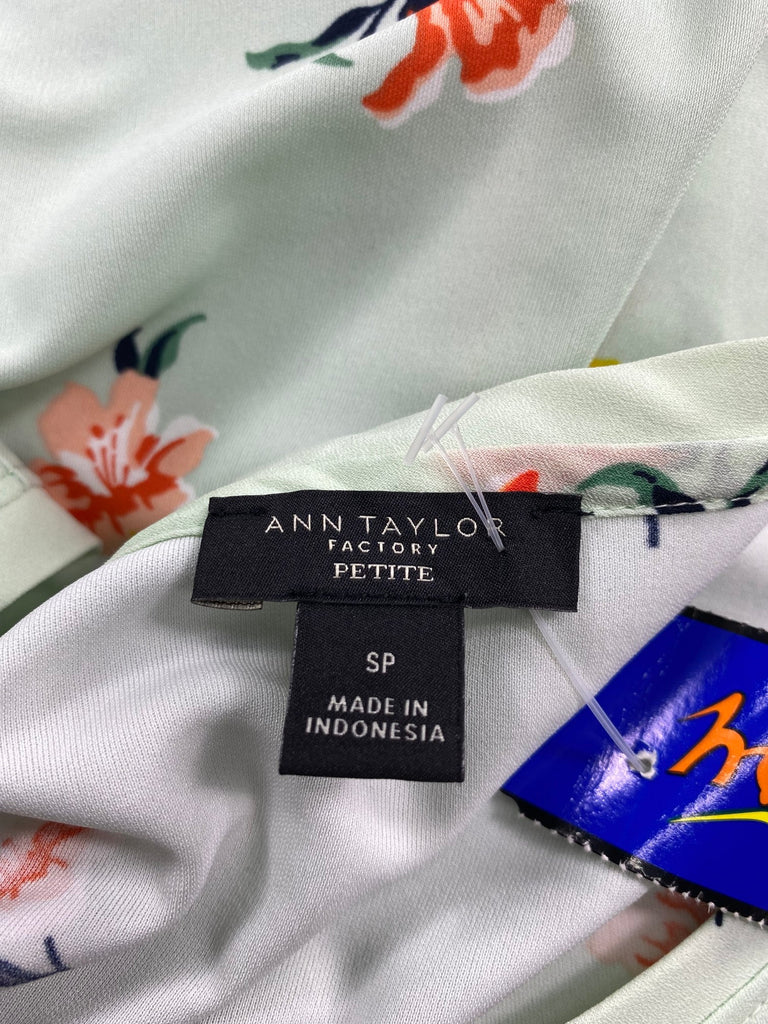 ANN TAYLOR
FACTORY
PETITE
SP
MADE IN
INDONESIA